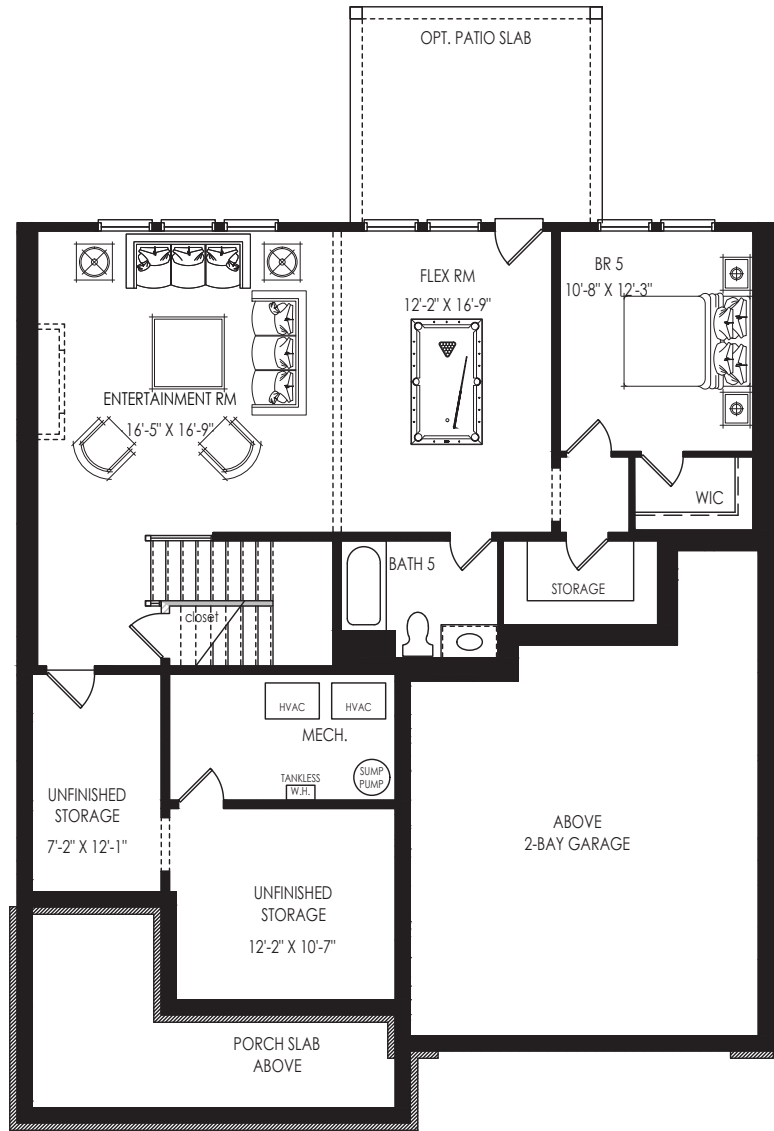 OPT. PATIO SLAB
FLEX RM
12'-2" X 16'-9"
BR 5
10'-8" X 12'-3"
ENTERTAINMENT RM
16'-5" X 16'-9"
WIC
BATH 5
STORAGE
closet
HVAC
HVAC
MECH.
TANKLESS
W.H.
SUMP
PUMP
UNFINISHED
STORAGE
7'-2" X 12'-1"
ABOVE
2-BAY GARAGE
UNFINISHED
STORAGE
12'-2" X 10'-7"
PORCH SLAB
ABOVE